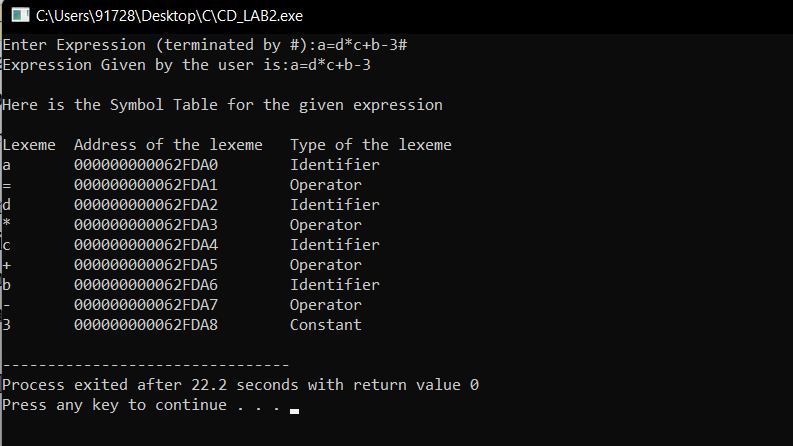 C:\Users\91728\Desktop\C\CD_LAB2.exe
Enter Expression (terminated by #):a=d*c+b-3#
Expression Given by the user is:a=d*c+b-3
Here is the Symbol Table for the given expression
Lexeme  Address of the lexeme   Type of the lexeme
a       000000000062FDA0        Identifier
=       000000000062FDA1        Operator
d       000000000062FDA2        Identifier
*       000000000062FDA3        Operator
c       000000000062FDA4        Identifier
+       000000000062FDA5        Operator
b       000000000062FDA6        Identifier
-       000000000062FDA7        Operator
3       000000000062FDA8        Constant
--------------------------------
Process exited after 22.2 seconds with return value 0
Press any key to continue . . .